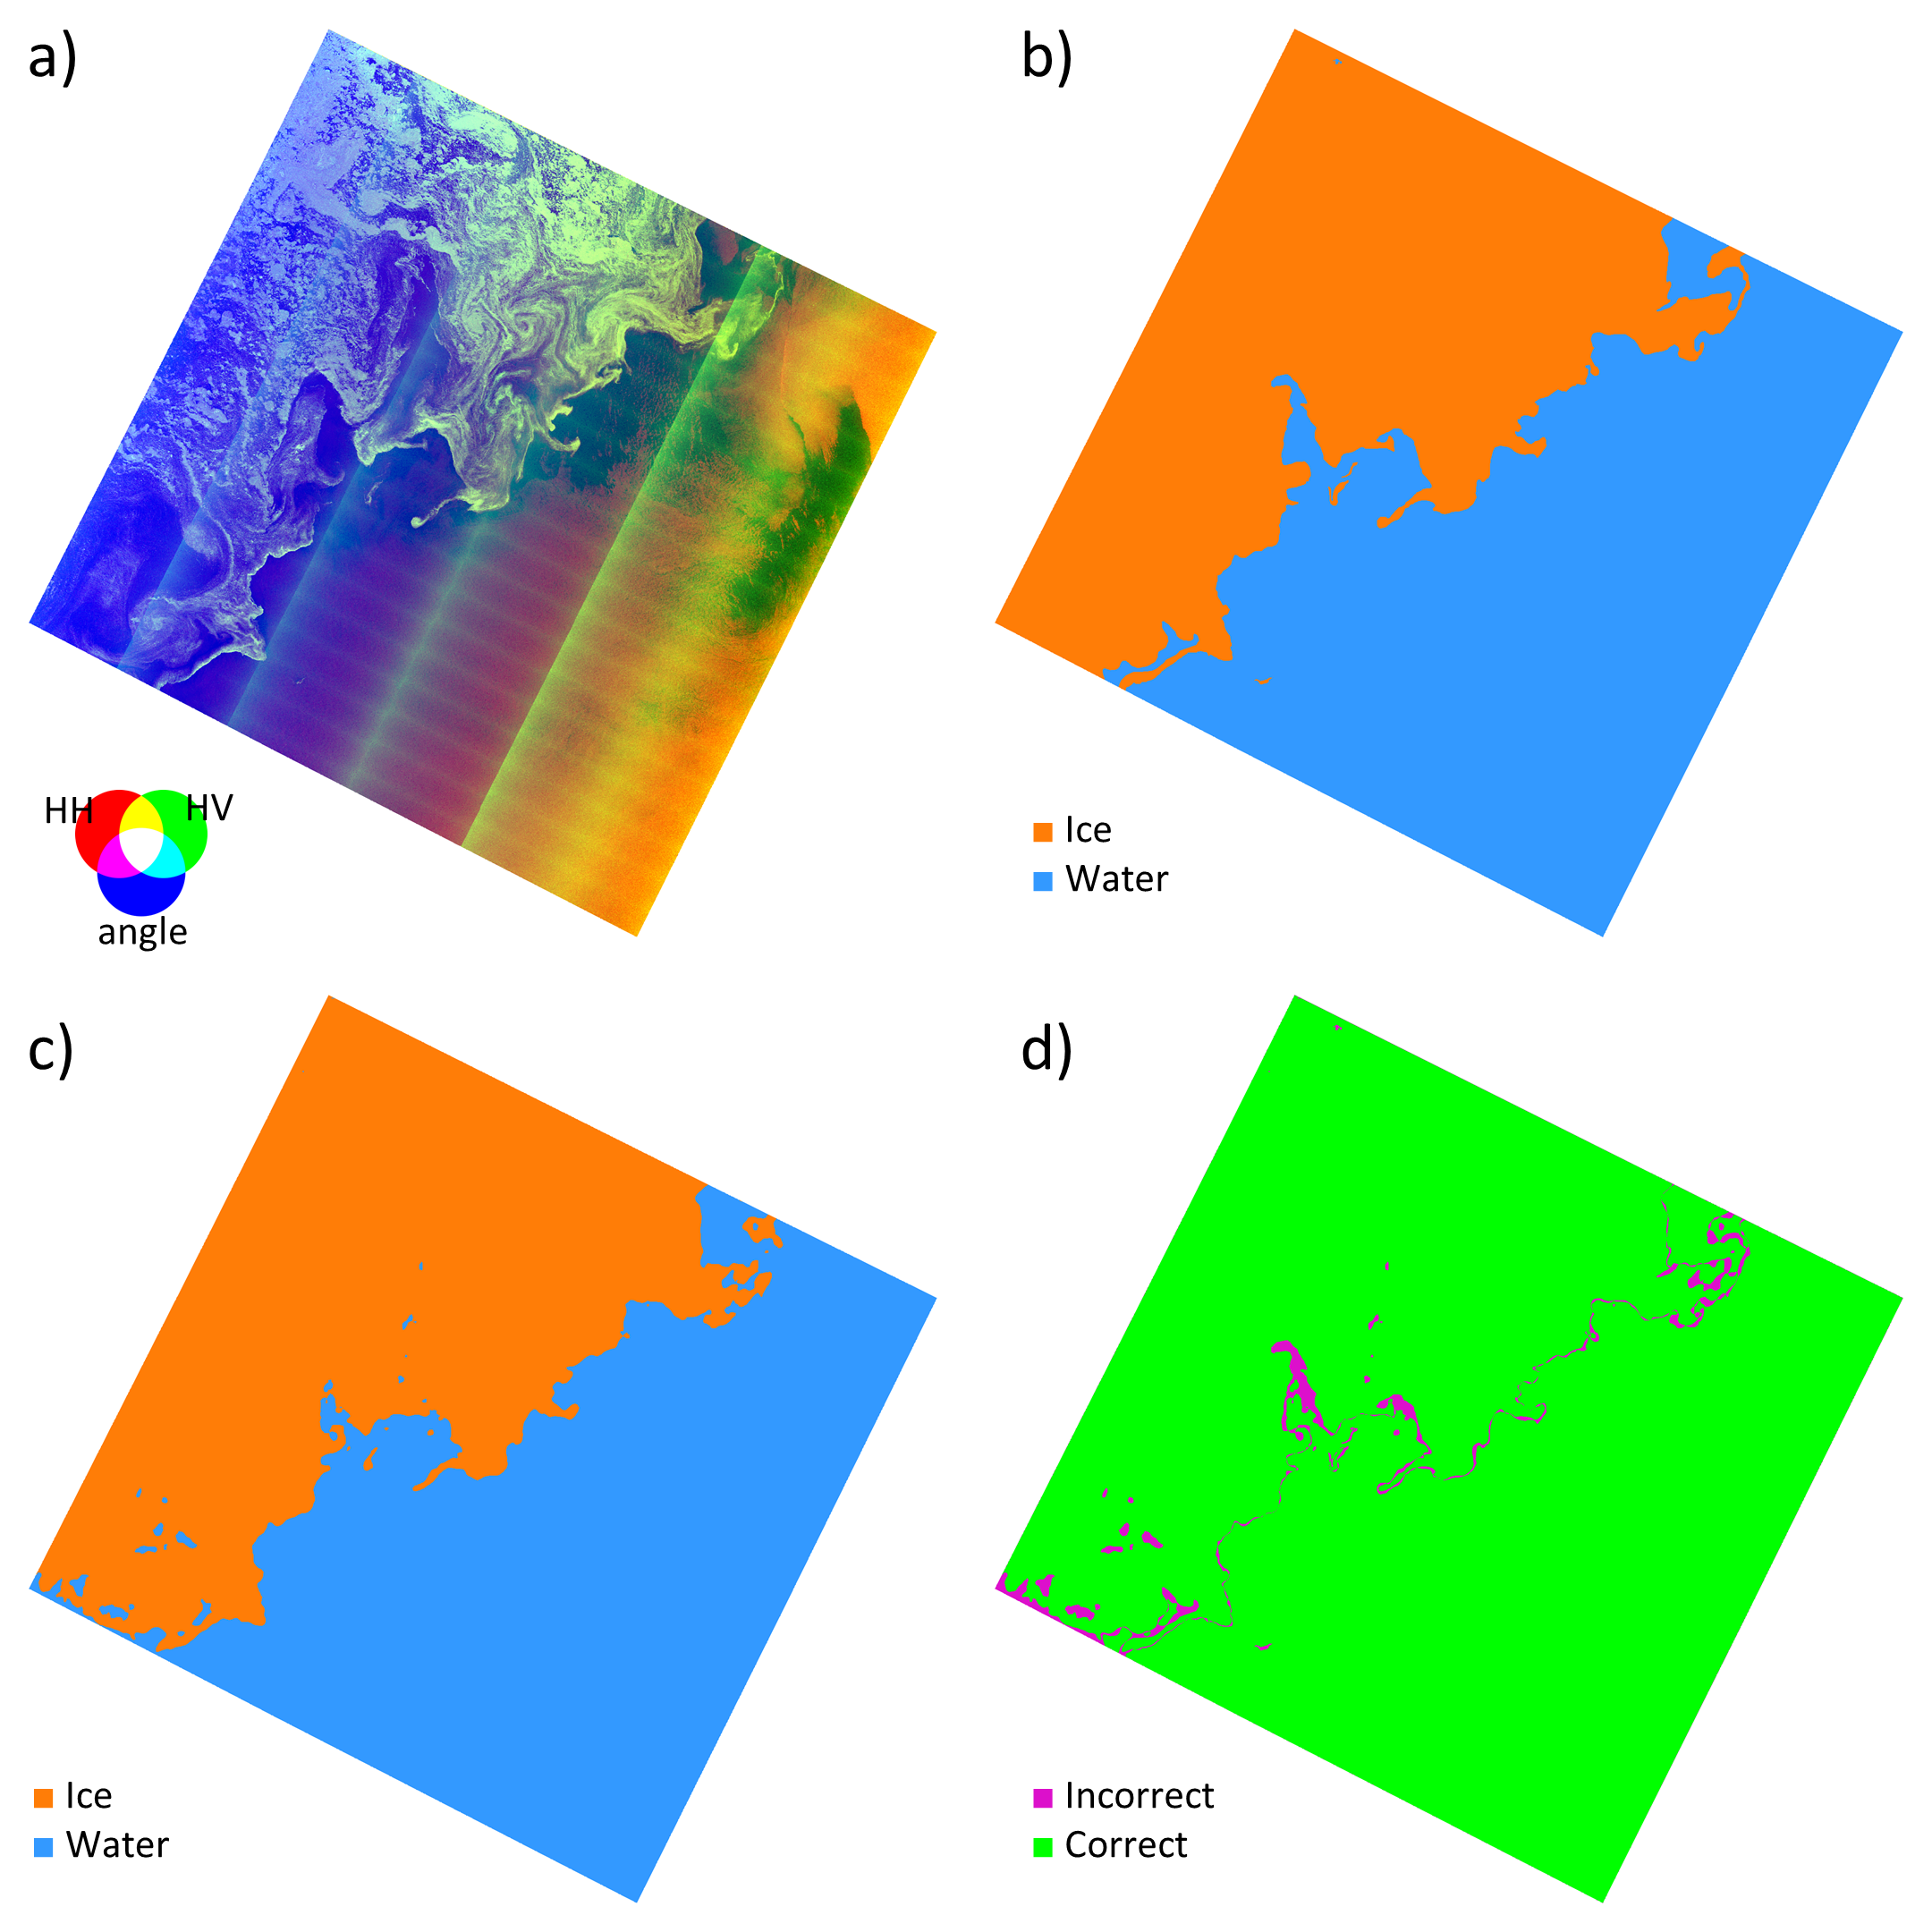 a)
HH
HV
angle
b)
Ice
Water
c)
Ice
Water
d)
Incorrect
Correct